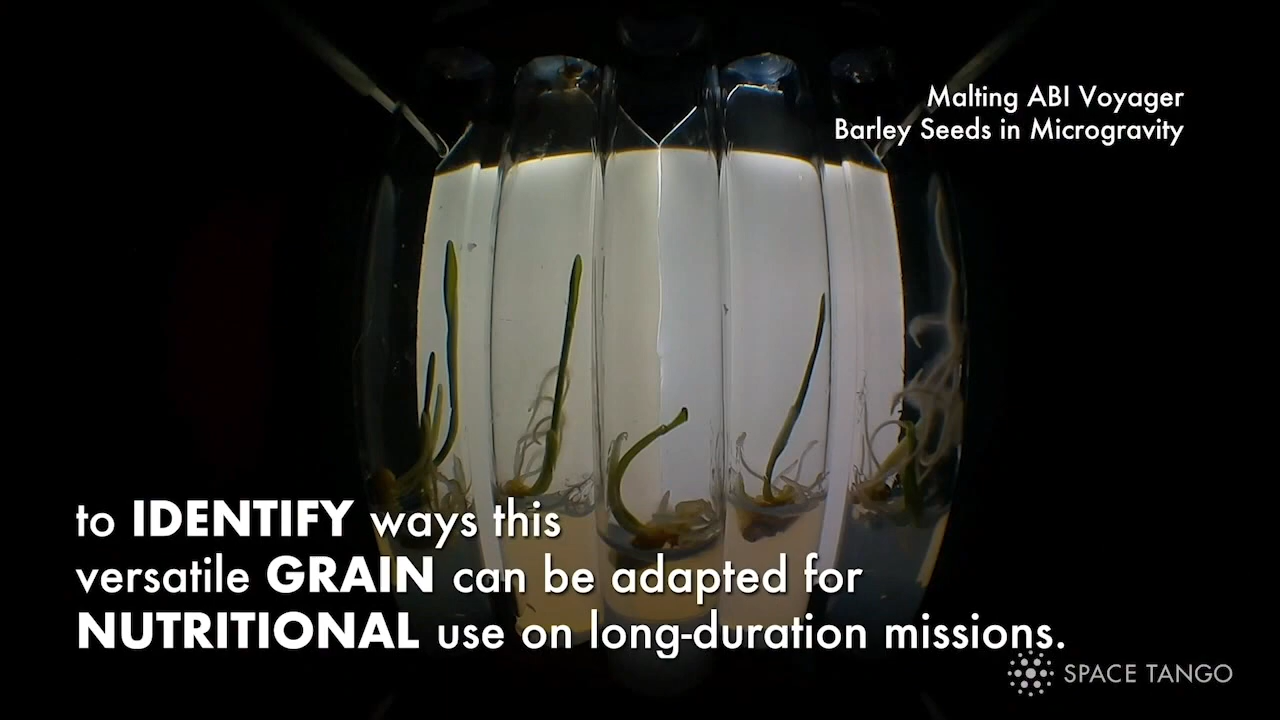 Malting ABI Voyager
Barley Seeds in Microgravity
to IDENTIFY ways this
versatile GRAIN can be adapted for
NUTRITIONAL use on long-duration missions.
SPACE TANGO